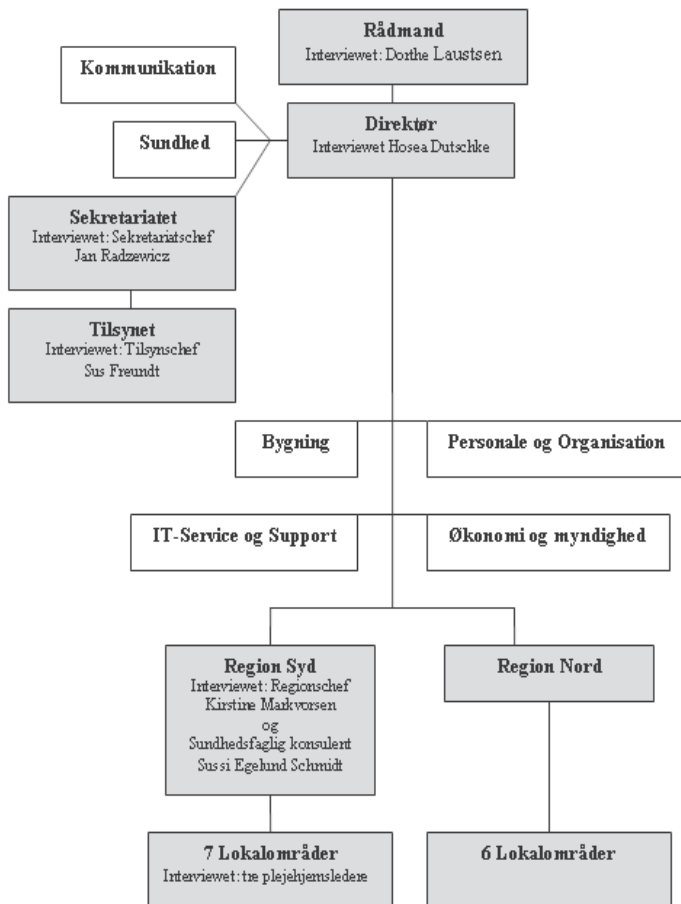 Rådmand
Interviewet: Dorthe Laustsen
Kommunikation
Direktør
Interviewet Hosea Dutschke
Sundhed
Sekretariatet
Interviewet: Sekretariatschef
Jan Radzewicz
Tilsynet
Interviewet: Tilsynschef
Sus Freundt
Bygning
Personale og Organisation
IT-Service og Support
Økonomi og myndighed
Region Syd
Interviewet: Regionschef
Kirstine Markvorsen
og
Sundhedsfaglig konsulent
Sussi Egelund Schmidt
Region Nord
7 Lokalområder
Interviewet: tre plejehjemsledere
6 Lokalområder